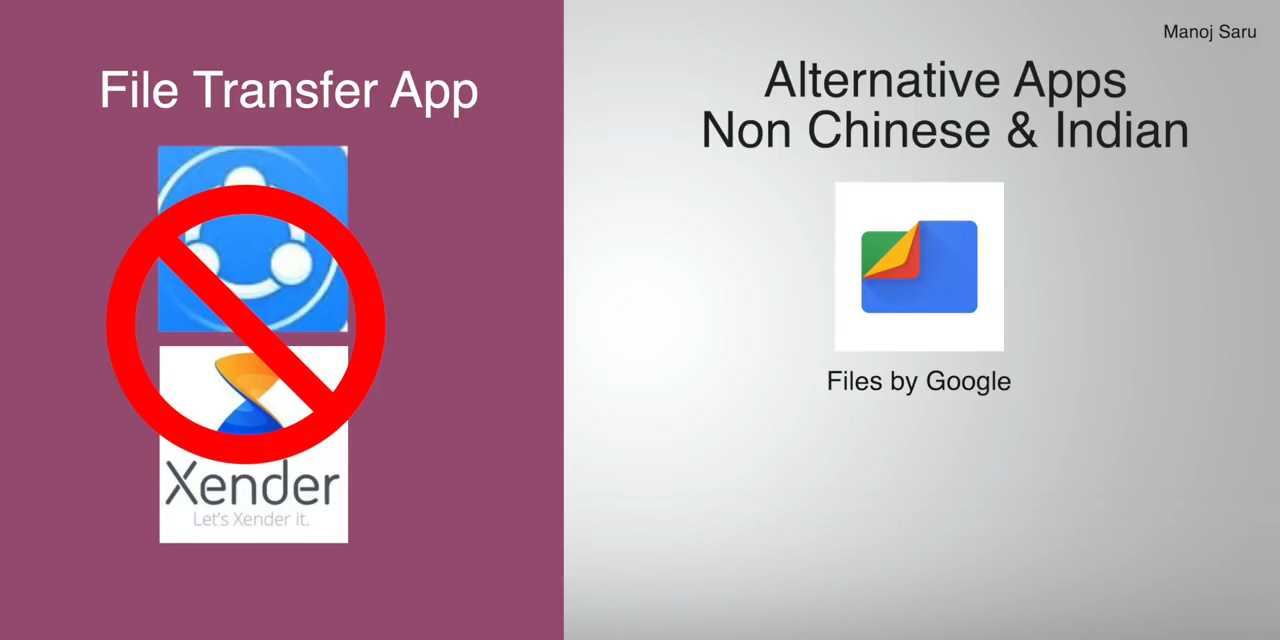 File Transfer App
Xender
Let's Xender it.
Manoj Saru
Alternative Apps
Non Chinese & Indian
Files by Google